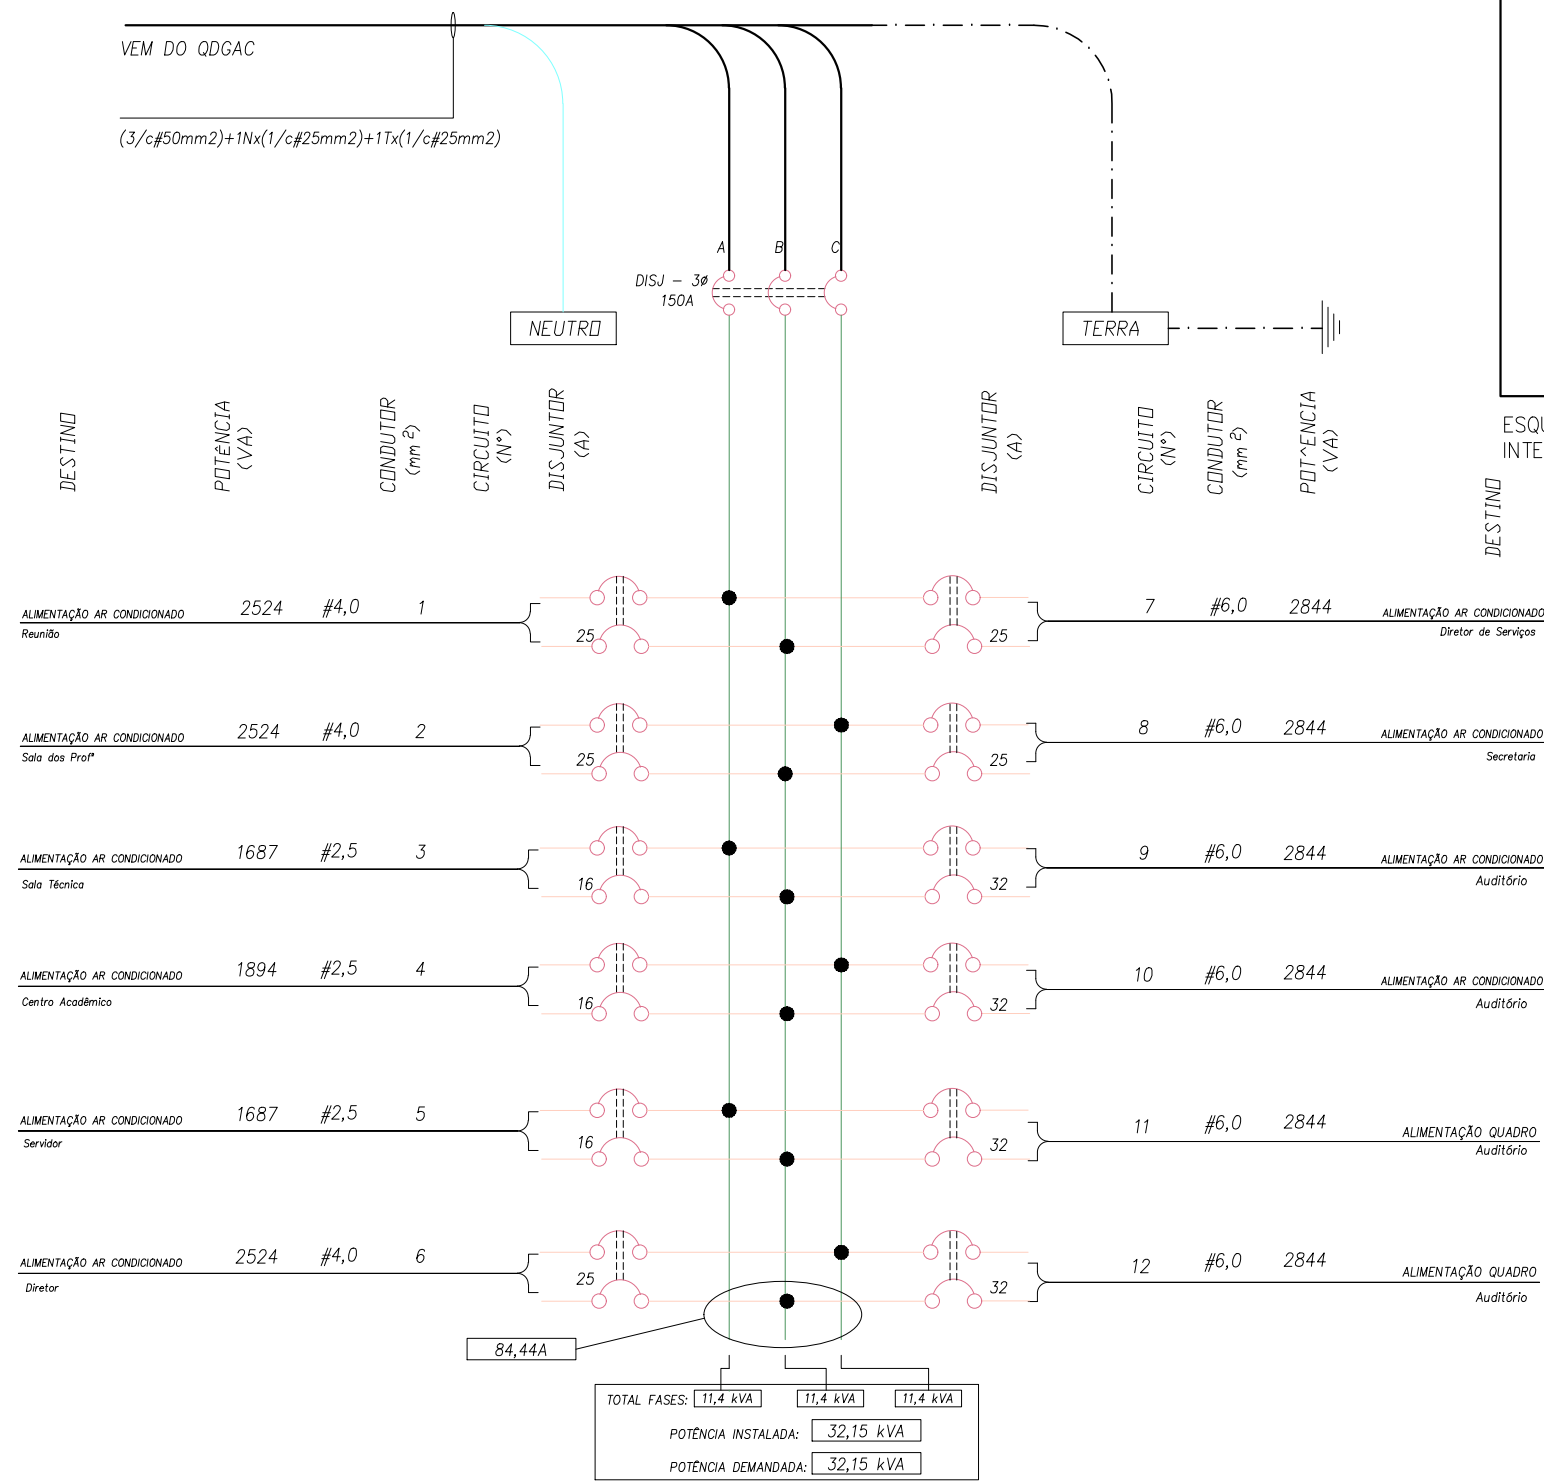 VEM DO QDGAC
(3/c#50mm2)+1Nx(1/c#25mm2)+1Tx(1/c#25mm2)
A B C
DISJ - 3ø
150A
NEUTRO
TERRA
DESTINO
POTÊNCIA
(VA)
CONDUTOR
(mm²)
CIRCUITO
(N°)
DISJUNTOR
(A)
DISJUNTOR
(A)
CIRCUITO
(N°)
CONDUTOR
(mm²)
POT^ENCIA
(VA)
DESTINO
ESQU
INTE
ALIMENTAÇÃO AR CONDICIONADO 2524 #4,0 1 25
Reunião
25 7 #6,0 2844 ALIMENTAÇÃO AR CONDICIONADO
Diretor de Serviços
ALIMENTAÇÃO AR CONDICIONADO 2524 #4,0 2 25
Sala dos Profª
25 8 #6,0 2844 ALIMENTAÇÃO AR CONDICIONADO
Secretaria
ALIMENTAÇÃO AR CONDICIONADO 1687 #2,5 3 16
Sala Técnica
32 9 #6,0 2844 ALIMENTAÇÃO AR CONDICIONADO
Auditório
ALIMENTAÇÃO AR CONDICIONADO 1894 #2,5 4 16
Centro Acadêmico
32 10 #6,0 2844 ALIMENTAÇÃO AR CONDICIONADO
Auditório
ALIMENTAÇÃO AR CONDICIONADO 1687 #2,5 5 16
Servidor
32 11 #6,0 2844 ALIMENTAÇÃO QUADRO
Auditório
ALIMENTAÇÃO AR CONDICIONADO 2524 #4,0 6 25
Diretor
32 12 #6,0 2844 ALIMENTAÇÃO QUADRO
Auditório
84,44A
TOTAL FASES: 11,4 kVA 11,4 kVA 11,4 kVA
POTÊNCIA INSTALADA: 32,15 kVA
POTÊNCIA DEMANDADA: 32,15 kVA